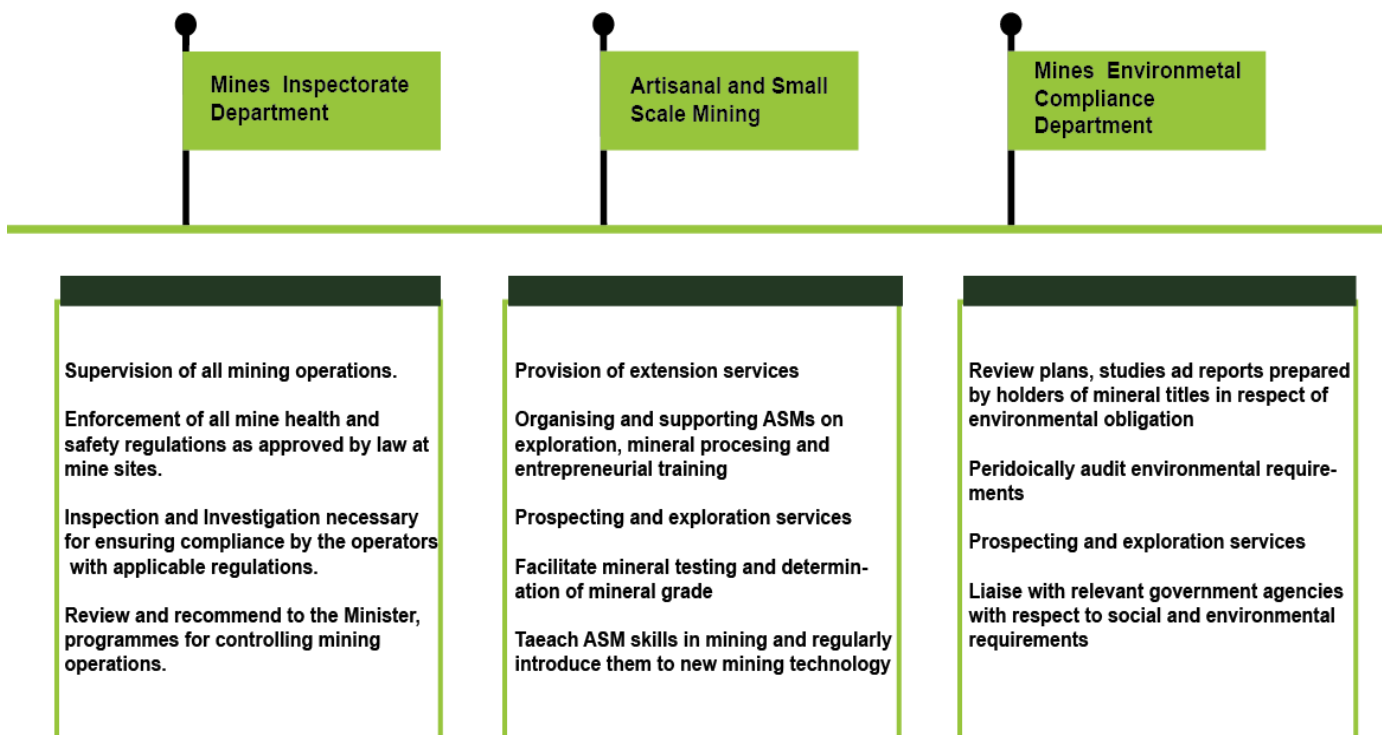 Mines Inspectorate
Department
Artisanal and Small
Scale Mining
Mines Environmetal
Compliance
Department
Supervision of all mining operations.
Enforcement of all mine health and
safety regulations as approved by law at
mine sites.
Inspection and Investigation necessary
for ensuring compliance by the operators
with applicable regulations.
Review and recommend to the Minister,
programmes for controlling mining
operations.
Provision of extension services
Organising and supporting ASMs on
exploration, mineral procesing and
entrepreneurial training
Prospecting and exploration services
Facilitate mineral testing and determin-
ation of mineral grade
Taeach ASM skills in mining and regularly
introduce them to new mining technology
Review plans, studies ad reports prepared
by holders of mineral titles in respect of
environmental obligation
Peridoically audit environmental require-
ments
Prospecting and exploration services
Liaise with relevant government agencies
with respect to social and environmental
requirements